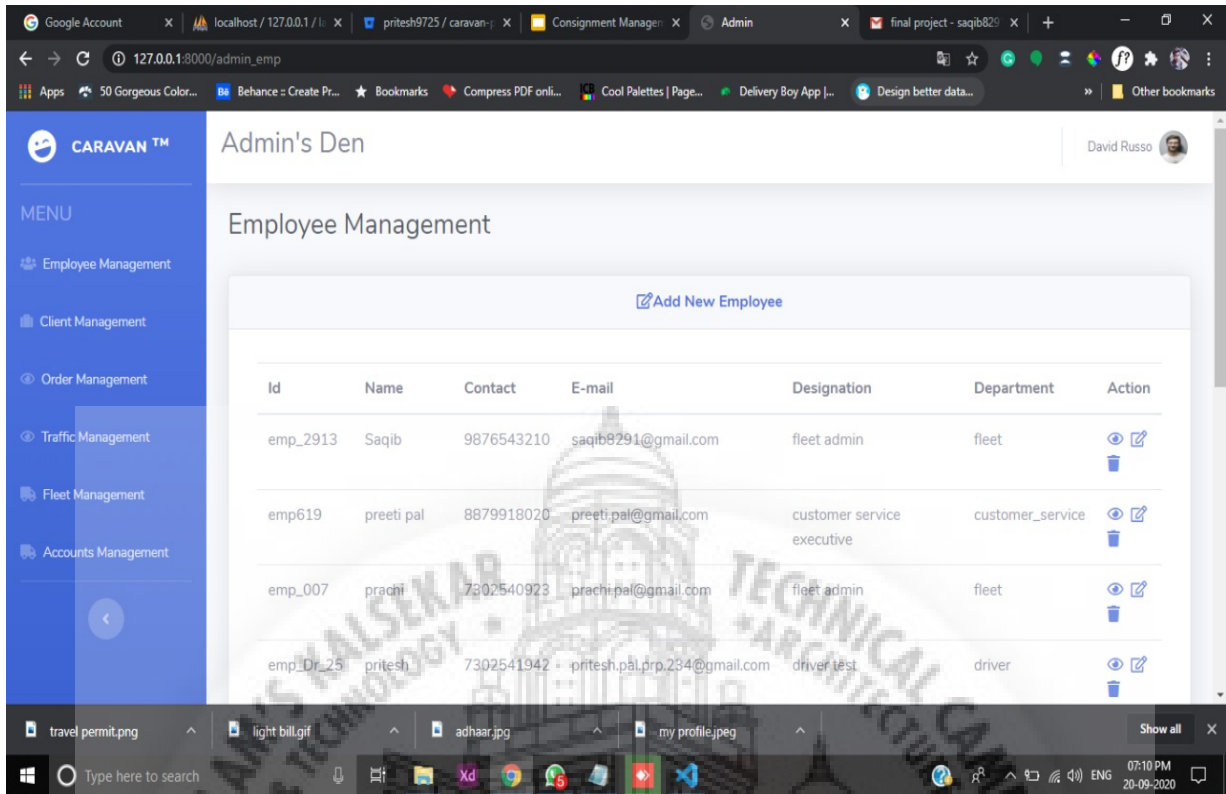 Google Account
localhost / 127.0.0.1 / la
pritesh9725 / caravan-p
Consignment Managem
Admin
final project - saqib829
127.0.0.1:8000/admin_emp
Apps
50 Gorgeous Color...
Behance :: Create Pr...
Bookmarks
Compress PDF onli...
Cool Palettes | Page...
Delivery Boy App |...
Design better data...
»
Other bookmarks
CARAVAN TM
Admin's Den
David Russo
MENU
Employee Management
Client Management
Order Management
Traffic Management
Fleet Management
Accounts Management
Employee Management
Add New Employee
Id Name Contact E-mail Designation Department Action
emp_2913 Saqib 9876543210 saqib8291@gmail.com fleet admin fleet
emp619 preeti pal 8879918020 preeti.pal@gmail.com customer service customer_service
executive
emp_007 prachi 7302540923 prachi.pal@gmail.com fleet admin fleet
emp_Dr_25 pritesh 7302541942 pritesh.pal.prp.234@gmail.com driver test driver
KALSEKAR
TECHNICAL
TECHNOLOGY
travel permit.png
light bill.gif
adhaar.jpg
my profile.jpeg
Show all
Type here to search
Xd
5
ENG
07:10 PM
20-09-2020